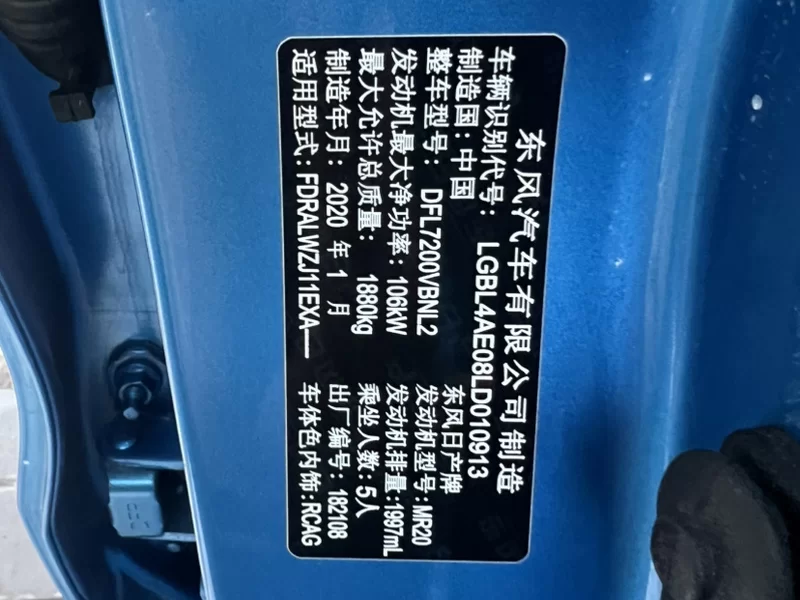 东风汽车有限公司制造
车辆识别代号: LGBL4AE08LD010913
制造国: 中国 东风日产牌
整车型号: DFL7200VBNL2 发动机型号: MR20
发动机最大净功率: 106kW 发动机排量: 1997mL
最大允许总质量: 1880kg 乘坐人数: 5人
制造年月: 2020 年 1 月 出厂编号: 182108
适用型式: FDRALWZJ11EXA—— 车体色内饰: RCAG